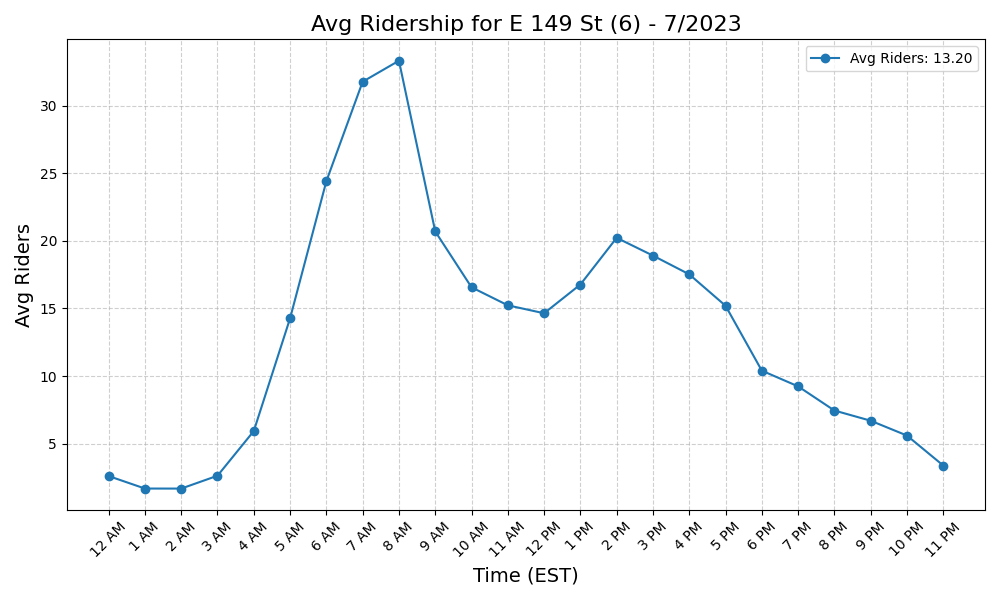 Avg Ridership for E 149 St (6) - 7/2023
Avg Riders: 13.20
Avg Riders
30
25
20
15
10
5
12 AM
1 AM
2 AM
3 AM
4 AM
5 AM
6 AM
7 AM
8 AM
9 AM
10 AM
11 AM
12 PM
1 PM
2 PM
3 PM
4 PM
5 PM
6 PM
7 PM
8 PM
9 PM
10 PM
11 PM
Time (EST)